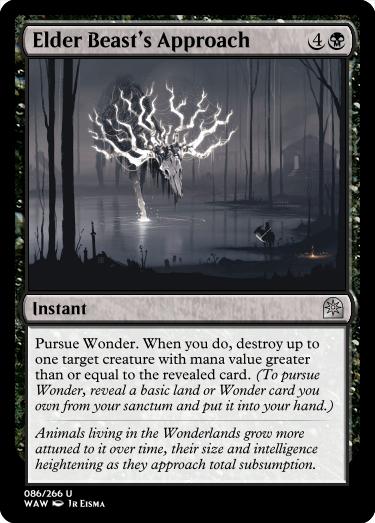 Elder Beast's Approach 4
Instant
Pursue Wonder. When you do, destroy up to
one target creature with mana value greater
than or equal to the revealed card. (To pursue
Wonder, reveal a basic land or Wonder card you
own from your sanctum and put it into your hand.)
Animals living in the Wonderlands grow more
attuned to it over time, their size and intelligence
heightening as they approach total subsumption.
086/266 U
WAW JR EISMA